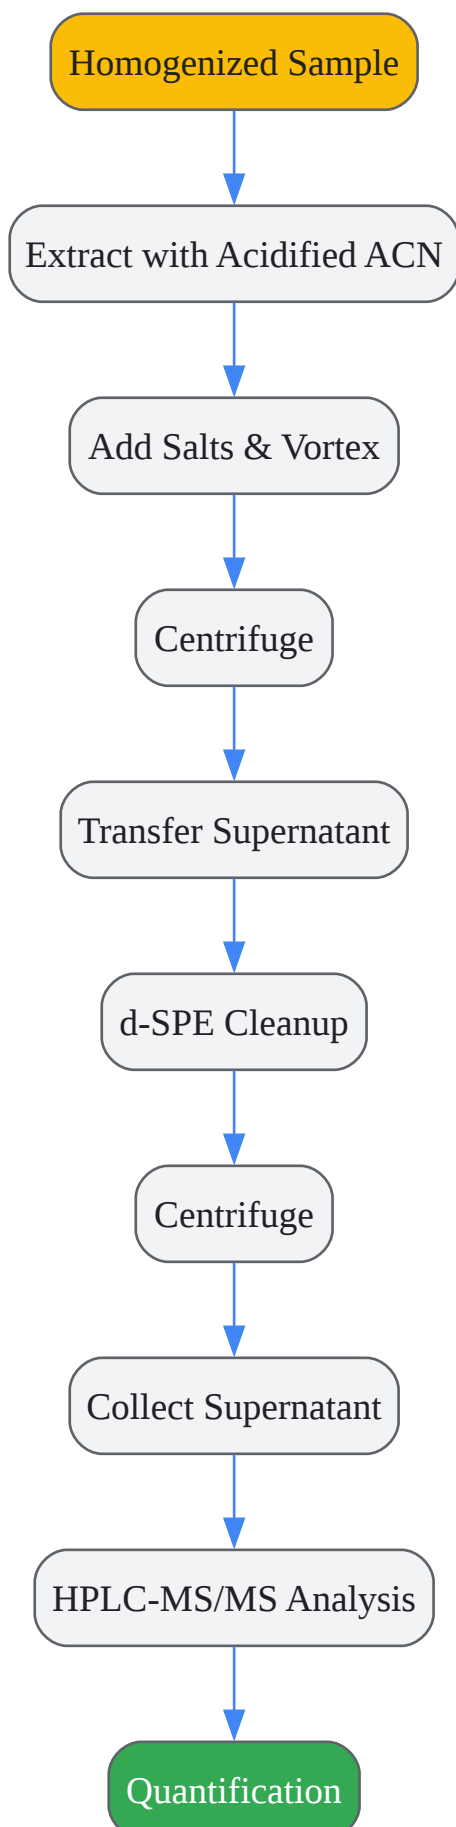 Homogenized Sample
Extract with Acidified ACN
Add Salts & Vortex
Centrifuge
Transfer Supernatant
d-SPE Cleanup
Centrifuge
Collect Supernatant
HPLC-MS/MS Analysis
Quantification